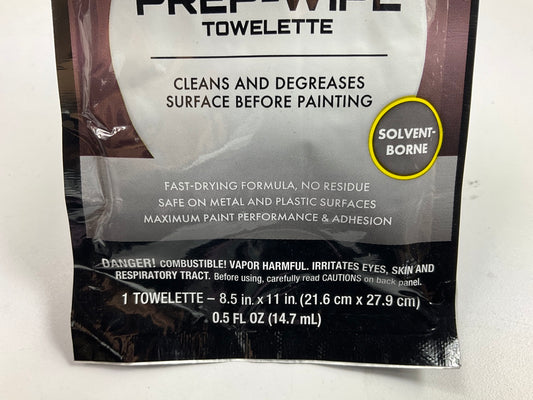 PREP-WIPE
TOWELETTE
CLEANS AND DEGREASES
SURFACE BEFORE PAINTING
SOLVENT-
BORNE
FAST-DRYING FORMULA, NO RESIDUE
SAFE ON METAL AND PLASTIC SURFACES
MAXIMUM PAINT PERFORMANCE & ADHESION
DANGER! COMBUSTIBLE! VAPOR HARMFUL. IRRITATES EYES, SKIN AND
RESPIRATORY TRACT. Before using, carefully read CAUTIONS on back panel.
1 TOWELETTE – 8.5 in. x 11 in. (21.6 cm x 27.9 cm)
0.5 FL OZ (14.7 mL)